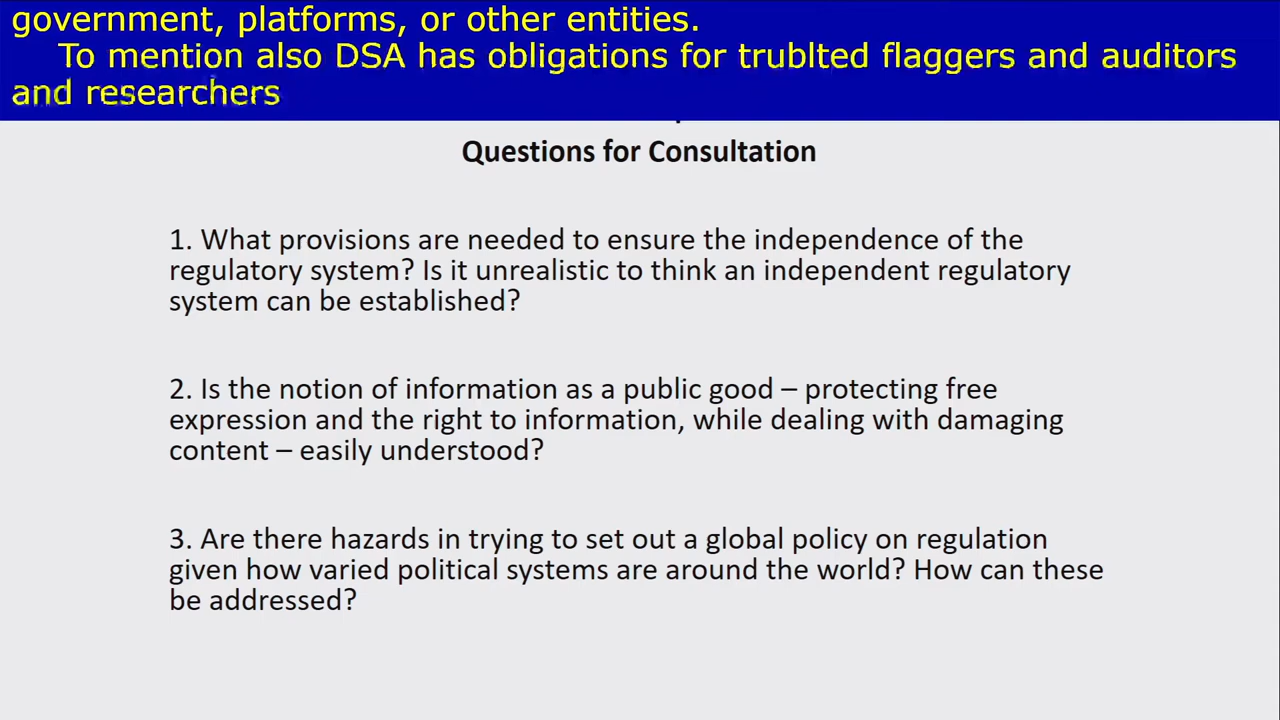 government, platforms, or other entities.
To mention also DSA has obligations for trublted flaggers and auditors
and researchers
Questions for Consultation
1. What provisions are needed to ensure the independence of the
regulatory system? Is it unrealistic to think an independent regulatory
system can be established?
2. Is the notion of information as a public good – protecting free
expression and the right to information, while dealing with damaging
content – easily understood?
3. Are there hazards in trying to set out a global policy on regulation
given how varied political systems are around the world? How can these
be addressed?